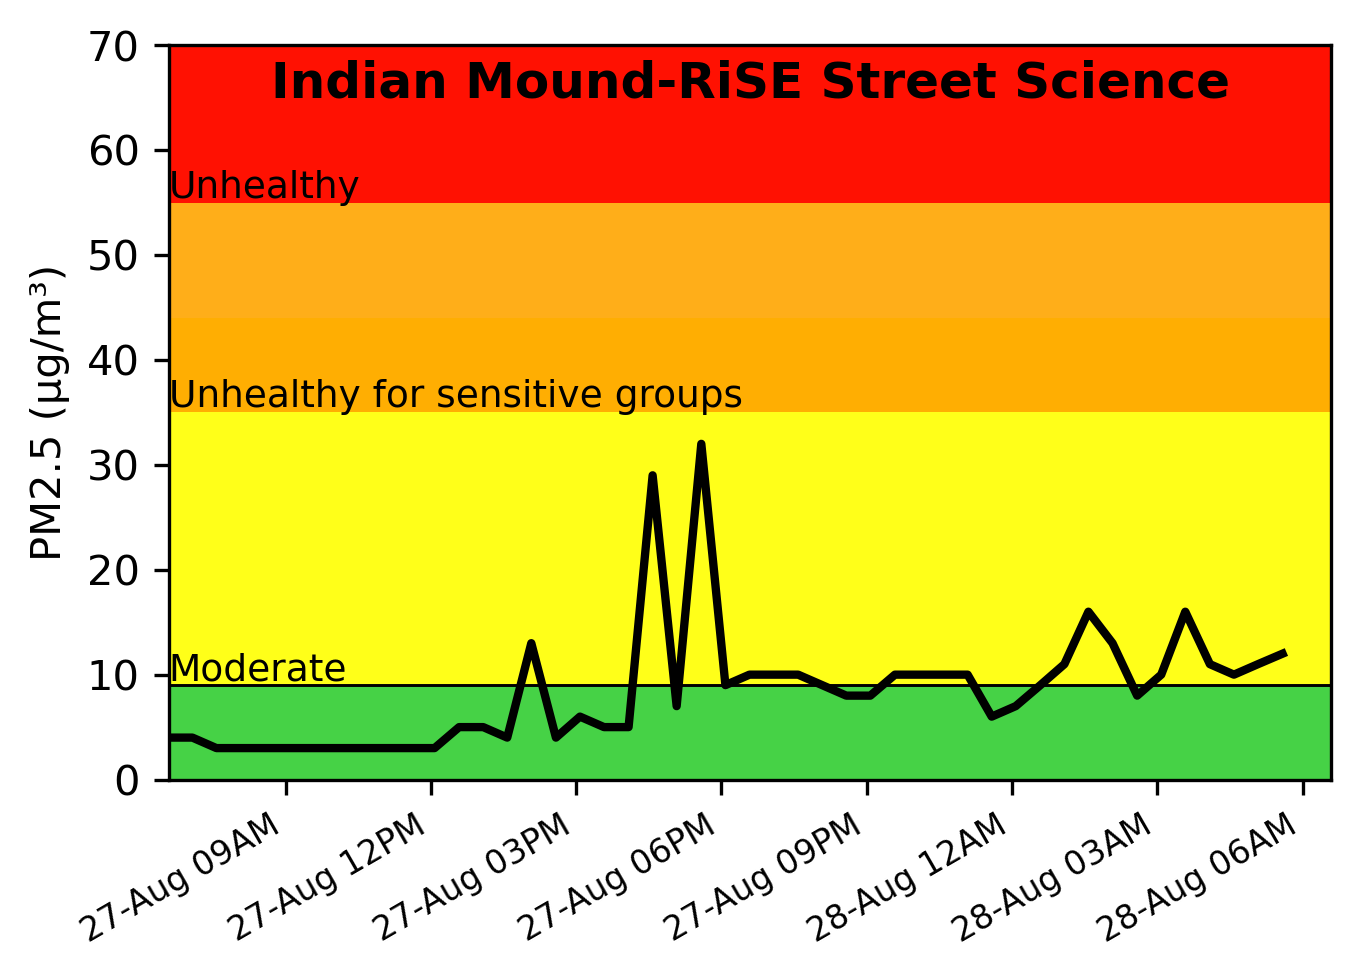 Indian Mound-RiSE Street Science
PM2.5 (µg/m³)
70
60
50
40
30
20
10
0
Unhealthy
Unhealthy for sensitive groups
Moderate
27-Aug 09AM
27-Aug 12PM
27-Aug 03PM
27-Aug 06PM
27-Aug 09PM
28-Aug 12AM
28-Aug 03AM
28-Aug 06AM